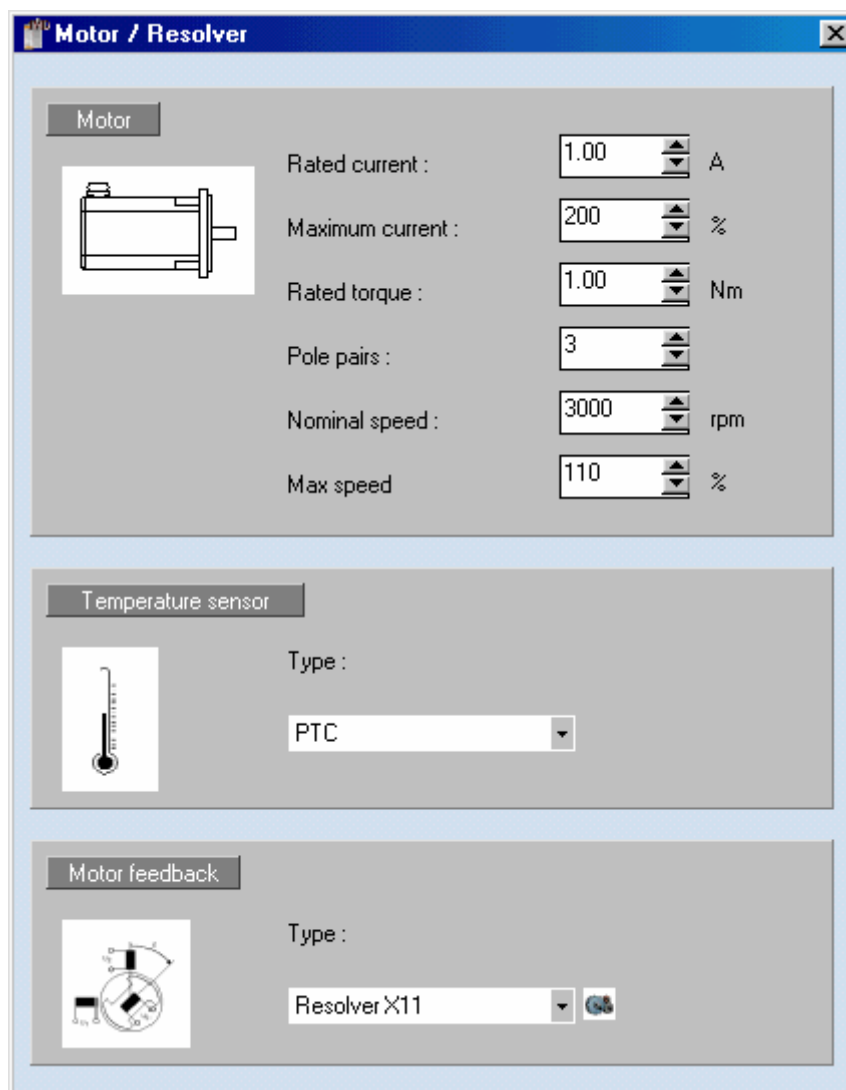 Motor / Resolver
Motor
Rated current : 1.00 A
Maximum current : 200 %
Rated torque : 1.00 Nm
Pole pairs : 3
Nominal speed : 3000 rpm
Max speed 110 %
Temperature sensor
Type :
PTC
Motor feedback
Type :
Resolver X11